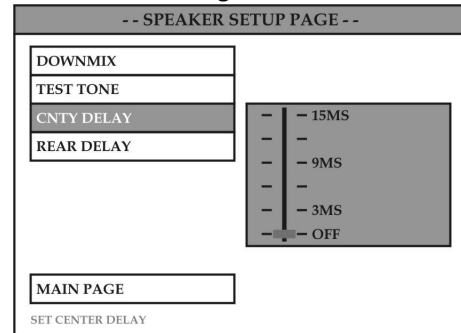 - - SPEAKER SETUP PAGE - -
DOWNMIX
TEST TONE
CNTY DELAY
REAR DELAY
15MS
9MS
3MS
OFF
MAIN PAGE
SET CENTER DELAY